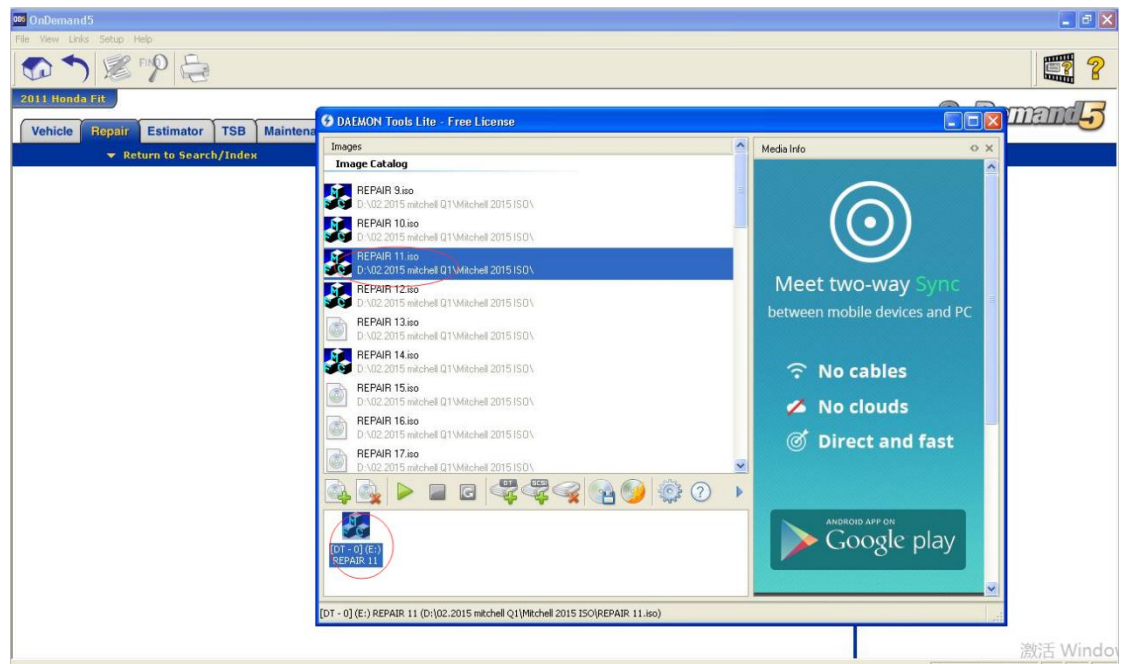 OnDemand5
File View Links Setup Help
FIND
2011 Honda Fit
Vehicle Repair Estimator TSB Maintena
Return to Search/Index
DAEMON Tools Lite - Free License
Images
Image Catalog
REPAIR 9.iso
D:\02.2015 mitchell Q1\Mitchell 2015 ISO\
REPAIR 10.iso
D:\02.2015 mitchell Q1\Mitchell 2015 ISO\
REPAIR 11.iso
D:\02.2015 mitchell Q1\Mitchell 2015 ISO\
REPAIR 12.iso
D:\02.2015 mitchell Q1\Mitchell 2015 ISO\
REPAIR 13.iso
D:\02.2015 mitchell Q1\Mitchell 2015 ISO\
REPAIR 14.iso
D:\02.2015 mitchell Q1\Mitchell 2015 ISO\
REPAIR 15.iso
D:\02.2015 mitchell Q1\Mitchell 2015 ISO\
REPAIR 16.iso
D:\02.2015 mitchell Q1\Mitchell 2015 ISO\
REPAIR 17.iso
D:\02.2015 mitchell Q1\Mitchell 2015 ISO\
DT
SCSI
[DT - 0] (E:)
REPAIR 11
[DT - 0] (E:) REPAIR 11 (D:\02.2015 mitchell Q1\Mitchell 2015 ISO\REPAIR 11.iso)
Media Info
Meet two-way Sync
between mobile devices and PC
No cables
No clouds
Direct and fast
ANDROID APP ON
Google play
mand5
激活 Window